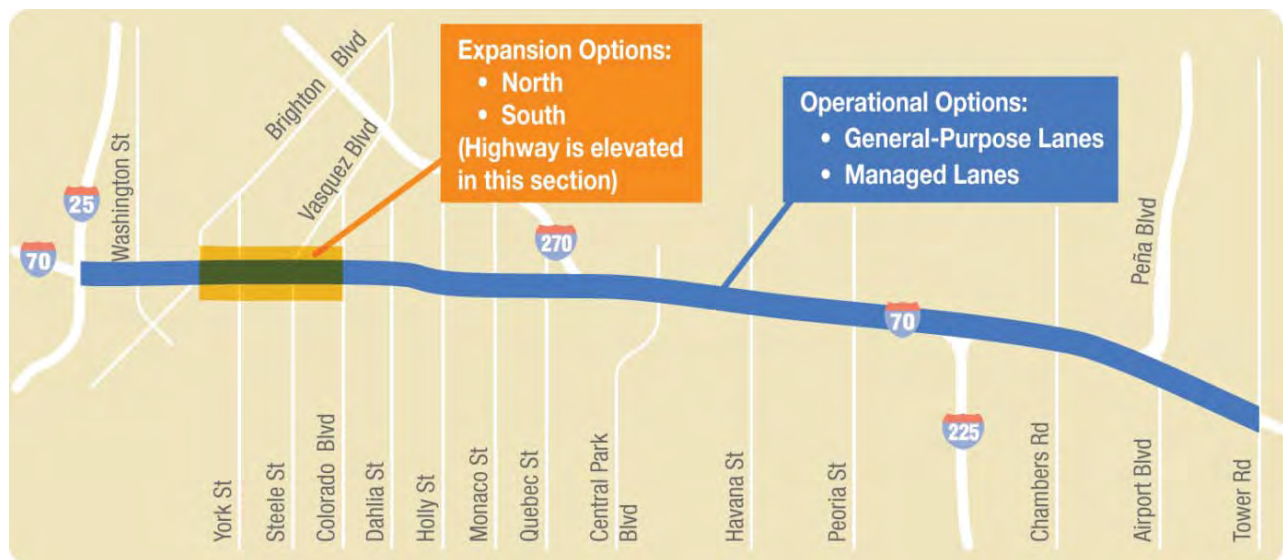 Expansion Options:
• North
• South
(Highway is elevated
in this section)
Operational Options:
• General-Purpose Lanes
• Managed Lanes
Washington St
Brighton Blvd
Vasquez Blvd
25
70
270
70
225
Peña Blvd
York St
Steele St
Colorado Blvd
Dahlia St
Holly St
Monaco St
Quebec St
Central Park
Blvd
Havana St
Peoria St
Chambers Rd
Airport Blvd
Tower Rd